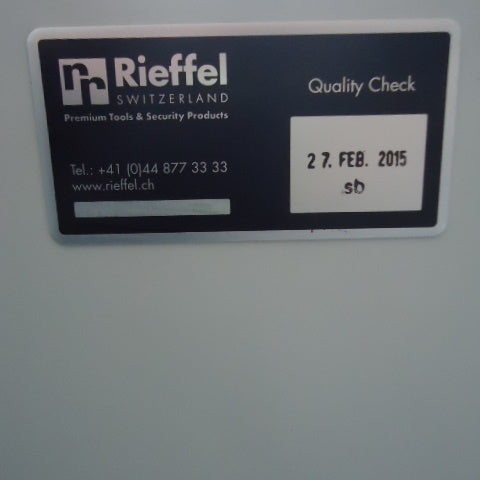 Rieffel
SWITZERLAND
Premium Tools & Security Products
Tel.: +41 (0)44 877 33 33
www.rieffel.ch
Quality Check
27. FEB. 2015
sb